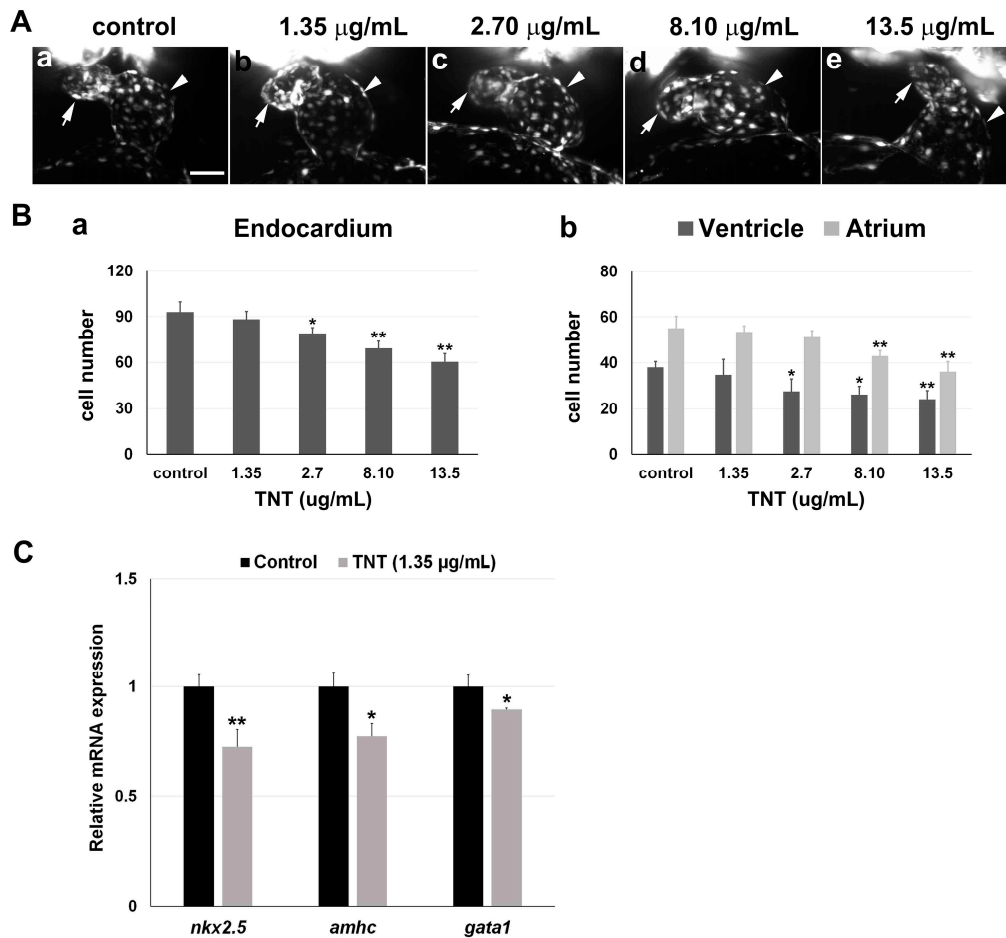 A control 1.35 μg/mL 2.70 μg/mL 8.10 μg/mL 13.5 μg/mL
a b c d e
B a Endocardium b Ventricle Atrium
120
90
60
30
0
cell number
* ** **
control 1.35 2.7 8.10 13.5
TNT (ug/mL)
80
60
40
20
0
cell number
* * ** ** **
control 1.35 2.7 8.10 13.5
TNT (ug/mL)
C
Control TNT (1.35 μg/mL)
1.5
1
0.5
0
Relative mRNA expression
** * *
nkx2.5 amhc gata1